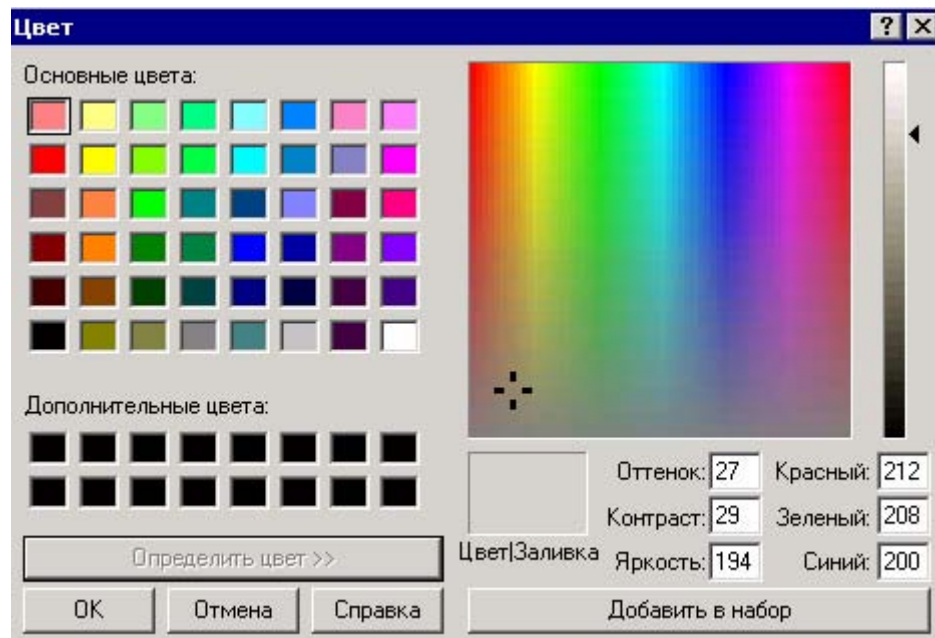 Цвет
Основные цвета:
Дополнительные цвета:
Определить цвет >>
OK Отмена Справка
Цвет|Заливка
Оттенок: 27 Красный: 212
Контраст: 29 Зеленый: 208
Яркость: 194 Синий: 200
Добавить в набор